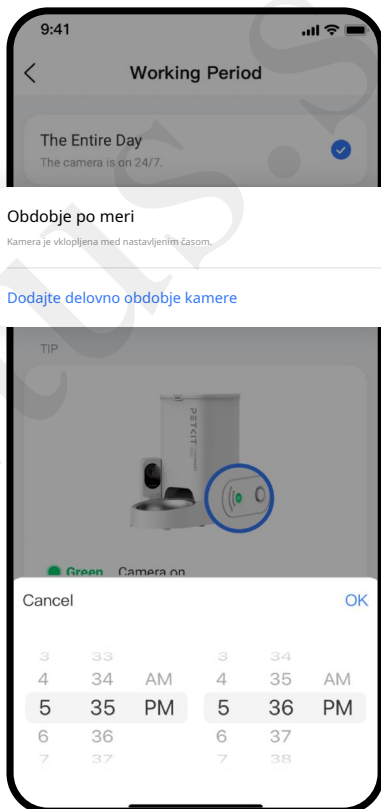 9:41
Working Period
The Entire Day
The camera is on 24/7.
Obdobje po meri
Kamera je vklopljena med nastavljenim časom.
Dodajte delovno obdobje kamere
TIP
PETKIT
Green Camera on
Cancel OK
3 33 3 34
4 34 AM 4 35 AM
5 35 PM 5 36 PM
6 36 6 37
7 37 7 38